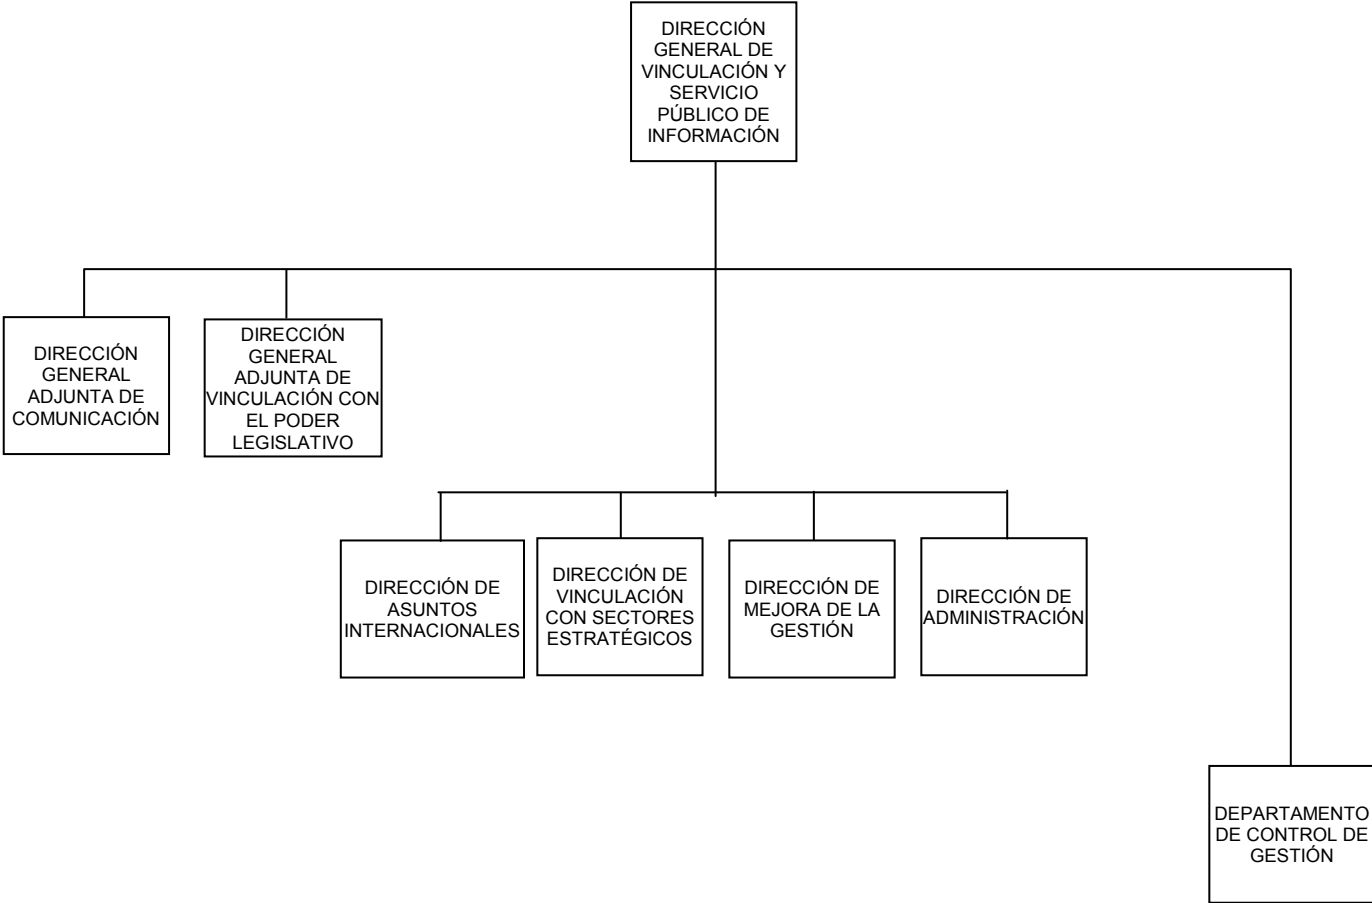 DIRECCIÓN
GENERAL DE
VINCULACIÓN Y
SERVICIO
PÚBLICO DE
INFORMACIÓN
DIRECCIÓN
GENERAL
ADJUNTA DE
COMUNICACIÓN
DIRECCIÓN
GENERAL
ADJUNTA DE
VINCULACIÓN CON
EL PODER
LEGISLATIVO
DIRECCIÓN DE
ASUNTOS
INTERNACIONALES
DIRECCIÓN DE
VINCULACIÓN
CON SECTORES
ESTRATÉGICOS
DIRECCIÓN DE
MEJORA DE LA
GESTIÓN
DIRECCIÓN DE
ADMINISTRACIÓN
DEPARTAMENTO
DE CONTROL DE
GESTIÓN